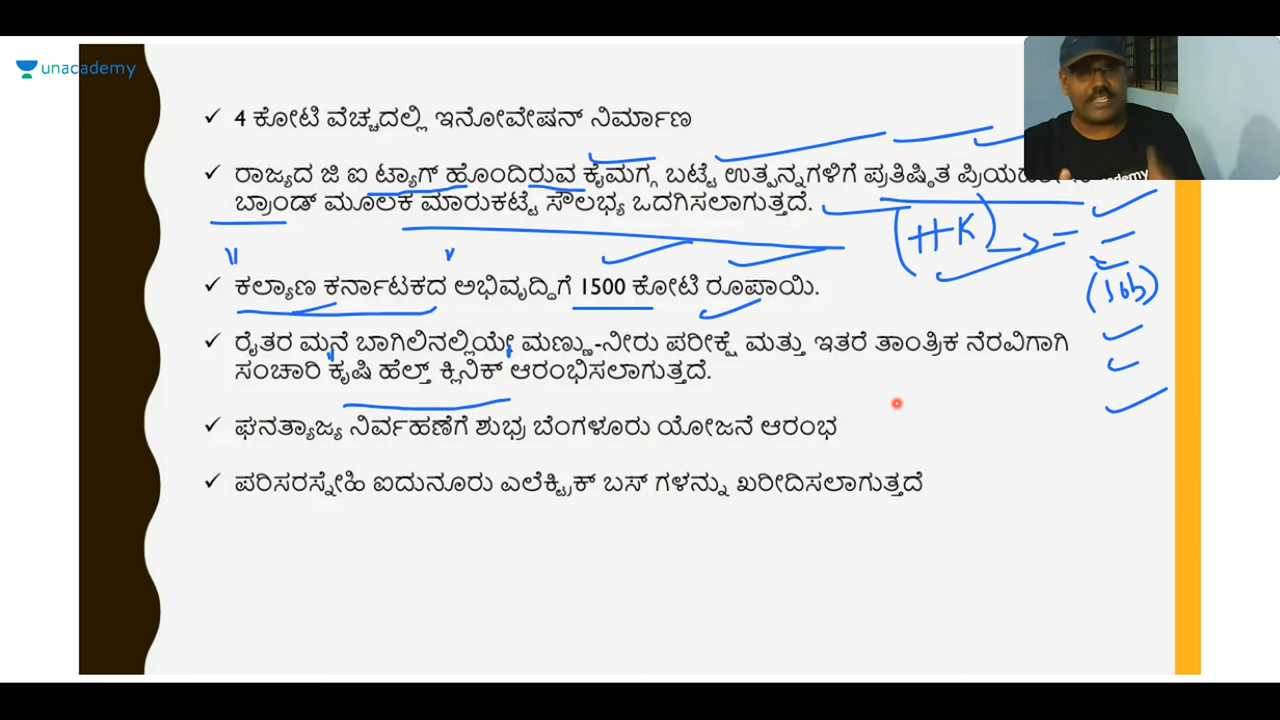 unacademy
4 ಕೋಟಿ ವೆಚ್ಚದಲ್ಲಿ ಇನೋವೇಷನ್ ನಿರ್ಮಾಣ
ರಾಜ್ಯದ ಜಿ ಐ ಟ್ಯಾಗ್ ಹೊಂದಿರುವ ಕೈಮಗ್ಗ ಬಟ್ಟೆ ಉತ್ಪನ್ನಗಳಿಗೆ ಪ್ರತಿಷ್ಠಿತ
ಬ್ರಾಂಡ್ ಮೂಲಕ ಮಾರುಕಟ್ಟೆ ಸೌಲಭ್ಯ ಒದಗಿಸಲಾಗುತ್ತದೆ.
(HK)
ಕಲ್ಯಾಣ ಕರ್ನಾಟಕದ ಅಭಿವೃದ್ಧಿಗೆ 1500 ಕೋಟಿ ರೂಪಾಯಿ.
ರೈತರ ಮನೆ ಬಾಗಿಲಿನಲ್ಲಿಯೇ ಮಣ್ಣು-ನೀರು ಪರೀಕ್ಷೆ ಮತ್ತು ಇತರೆ ತಾಂತ್ರಿಕ ನೆರವಿಗಾಗಿ
ಸಂಚಾರಿ ಕೃಷಿ ಹೆಲ್ತ್ ಕ್ಲಿನಿಕ್ ಆರಂಭಿಸಲಾಗುತ್ತದೆ.
ಘನತ್ಯಾಜ್ಯ ನಿರ್ವಹಣೆಗೆ ಶುಭ್ರ ಬೆಂಗಳೂರು ಯೋಜನೆ ಆರಂಭ
ಪರಿಸರಸ್ನೇಹಿ ಐದುನೂರು ಎಲೆಕ್ಟ್ರಿಕ್ ಬಸ್ ಗಳನ್ನು ಖರೀದಿಸಲಾಗುತ್ತದೆ